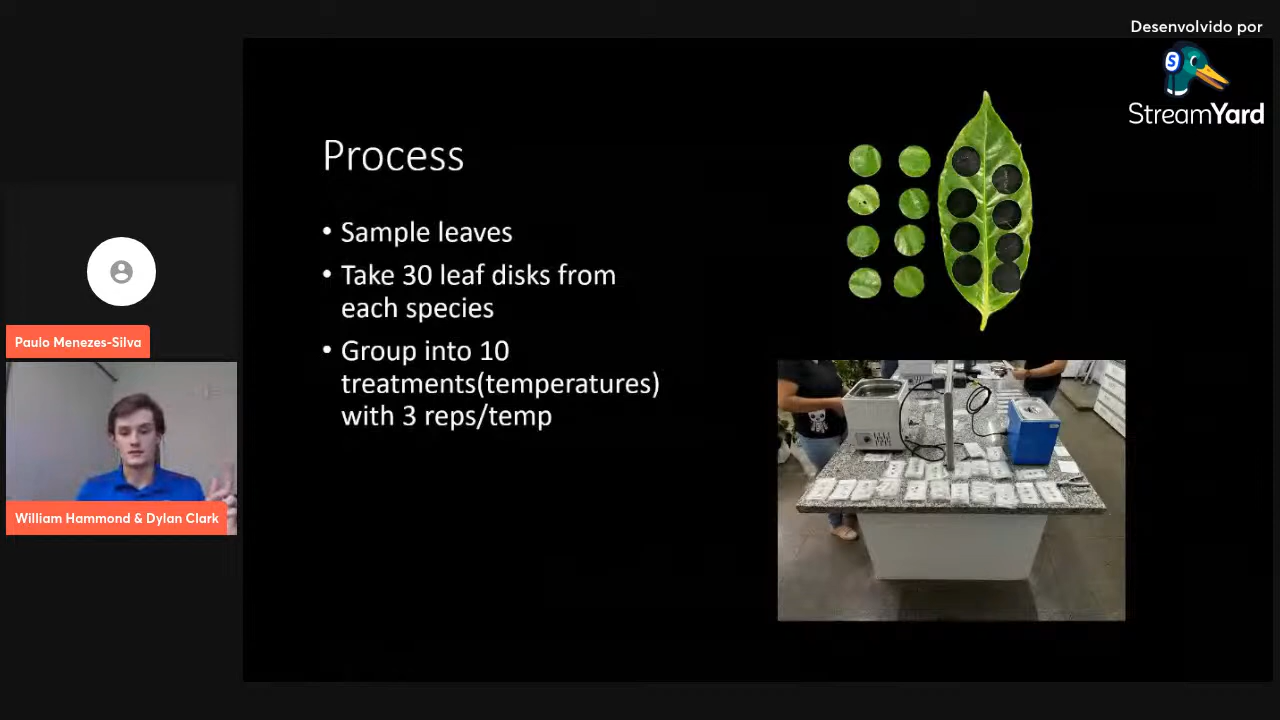 Desenvolvido por
S
StreamYard
Process
• Sample leaves
• Take 30 leaf disks from
each species
• Group into 10
treatments(temperatures)
with 3 reps/temp
Paulo Menezes-Silva
William Hammond & Dylan Clark